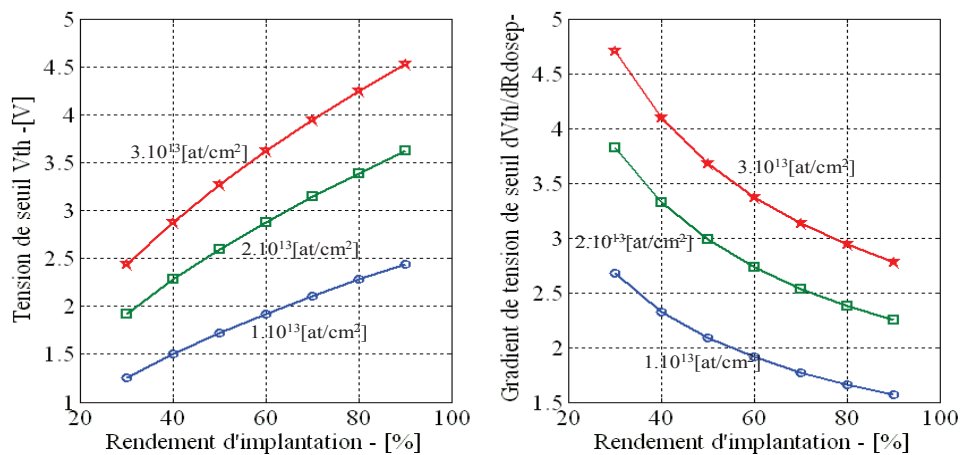 Tension de seuil Vth -[V]
4.5
4
3.5
3
2.5
2
1.5
1
3.10¹³[at/cm²]
2.10¹³[at/cm²]
1.10¹³[at/cm²]
20
40
60
80
100
Rendement d'implantation - [%]
Gradient de tension de seuil dVth/dRdosep-
4.5
4
3.5
3
2.5
2
1.5
3.10¹³[at/cm²]
2.10¹³[at/cm²]
1.10¹³[at/cm²]
20
40
60
80
100
Rendement d'implantation - [%]